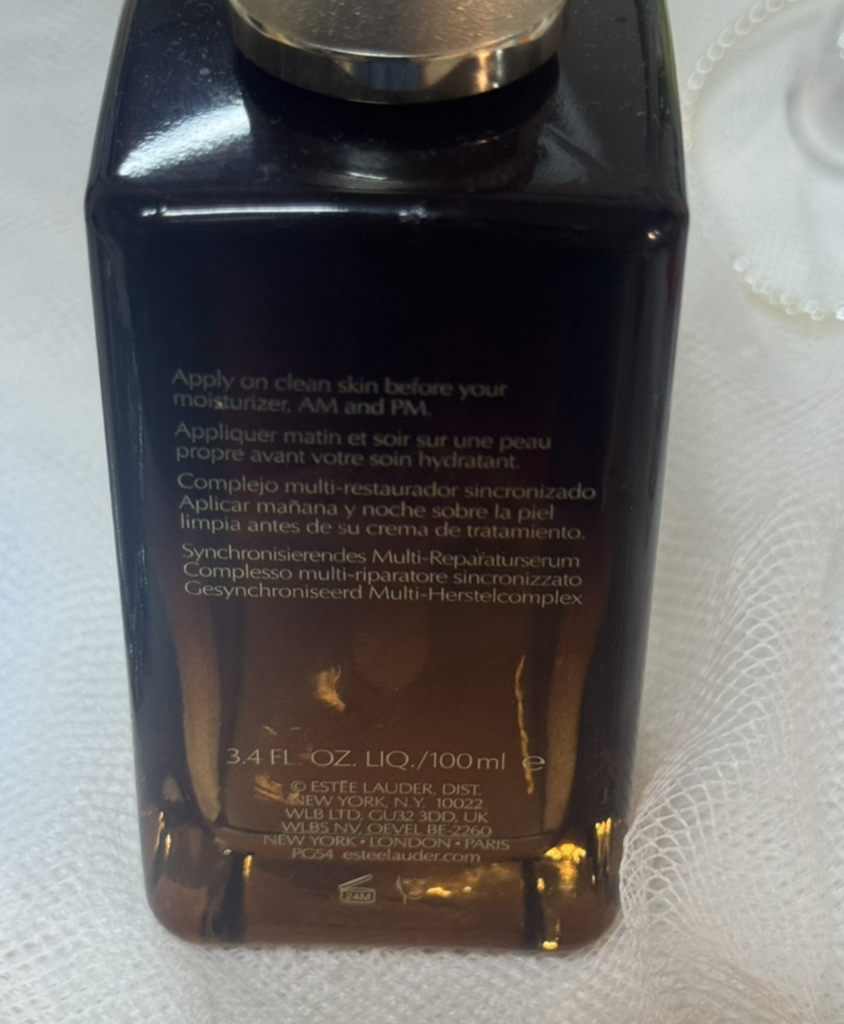 Apply on clean skin before your
moisturizer, AM and PM.
Appliquer matin et soir sur une peau
propre avant votre soin hydratant.
Complejo multi-restaurador sincronizado
Aplicar mañana y noche sobre la piel
limpia antes de su crema de tratamiento.
Synchronisierendes Multi-Reparaturserum
Complesso multi-riparatore sincronizzato
Gesynchroniseerd Multi-Herstelcomplex
3.4 FL OZ. LIQ./100 ml ℮
© ESTĒE LAUDER, DIST.
NEW YORK, N.Y. 10022
WLB LTD, GU32 3DD, UK
WLBS NV, OEVEL BE-2260
NEW YORK • LONDON • PARIS
PG54 esteelauder.com
24M